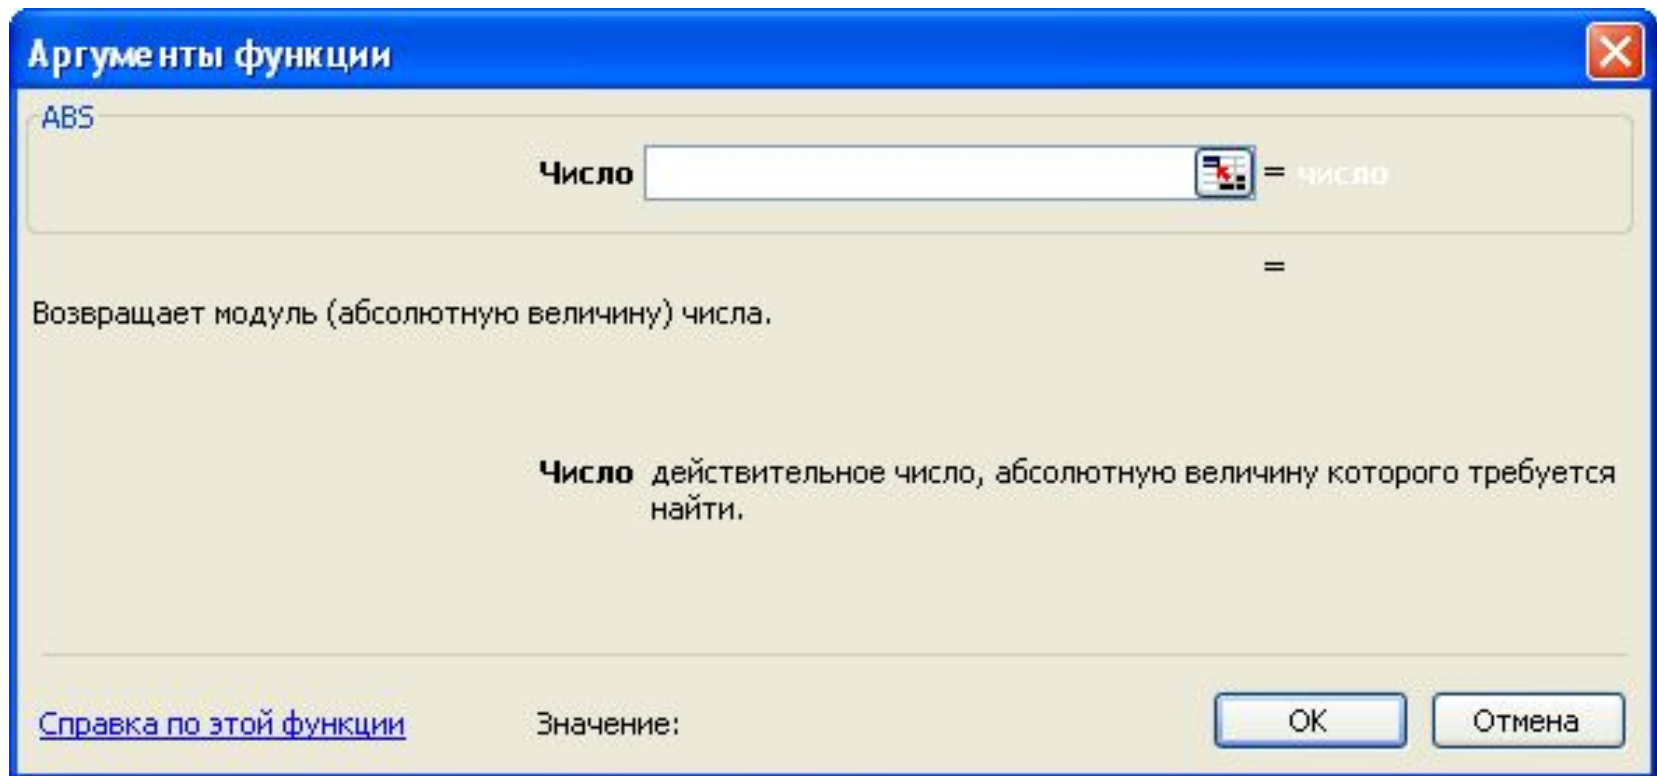 Аргументы функции
ABS
Число = число
=
Возвращает модуль (абсолютную величину) числа.
Число действительное число, абсолютную величину которого требуется
найти.
Справка по этой функции Значение: ОК Отмена